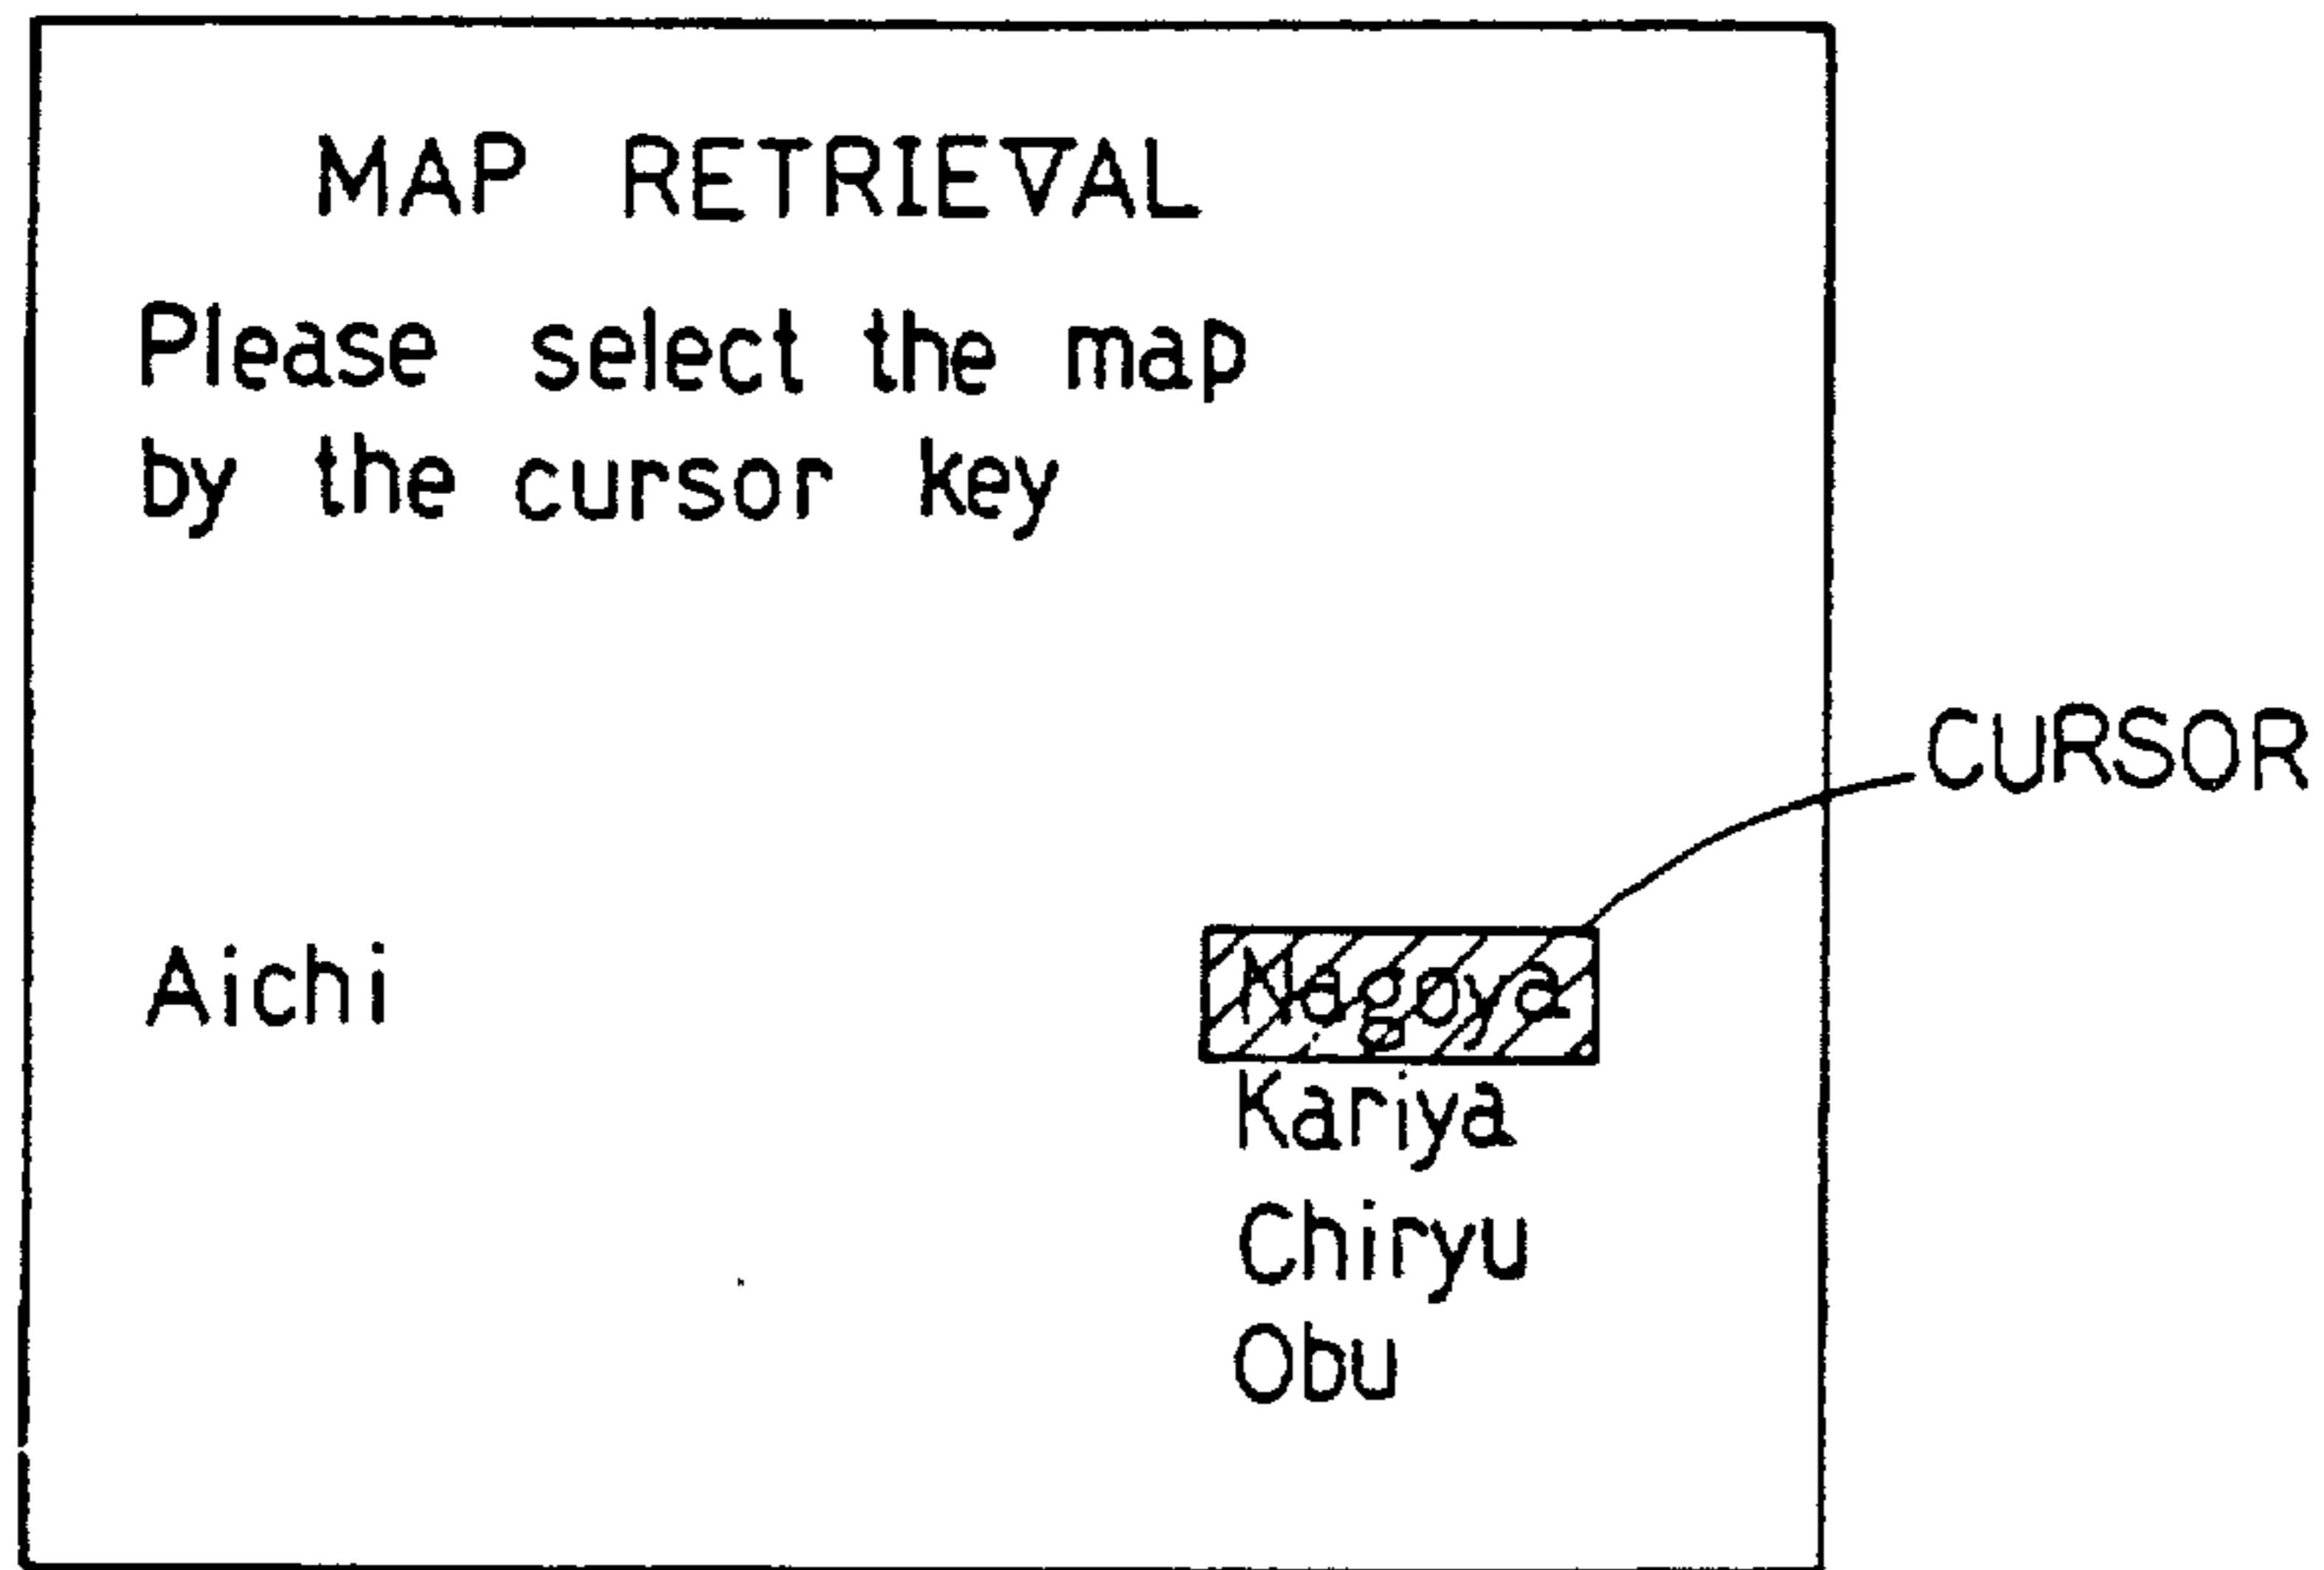 MAP RETRIEVAL
Please select the map
by the cursor key
CURSOR
Aichi Nagoya
Kariya
Chiryu
Obu